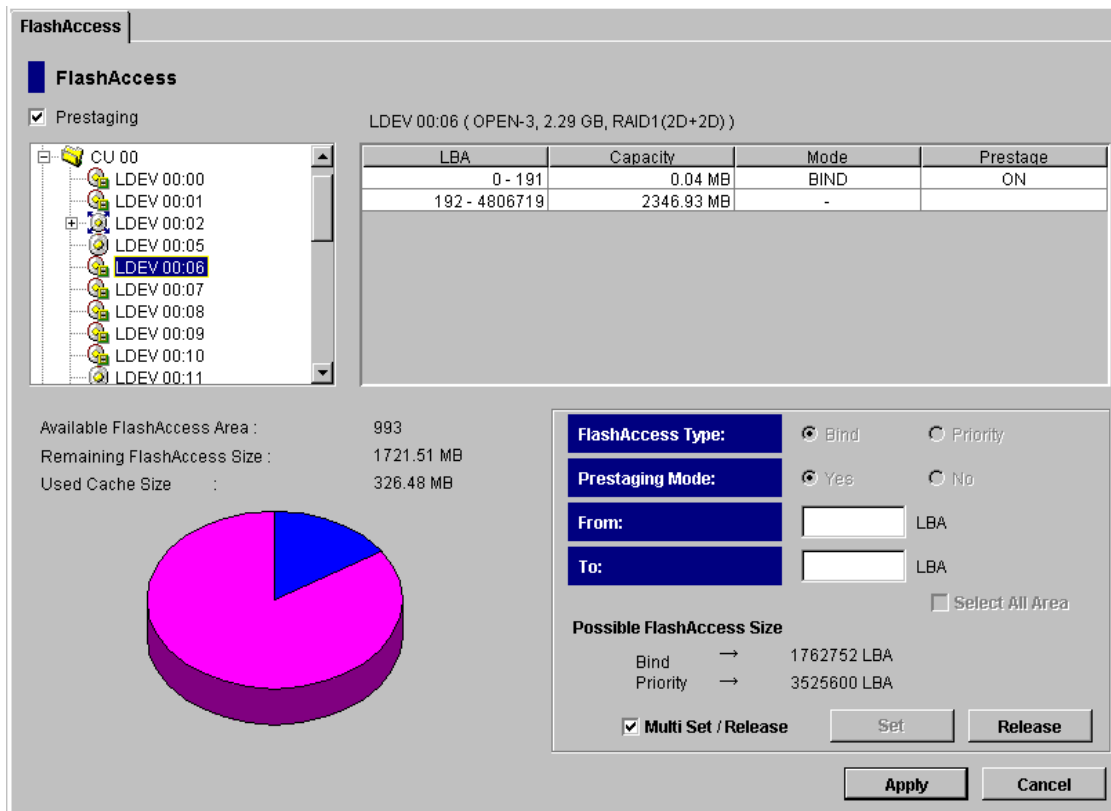 FlashAccess
FlashAccess
Prestaging
LDEV 00:06 ( OPEN-3, 2.29 GB, RAID1(2D+2D) )
CU 00
LDEV 00:00
LDEV 00:01
LDEV 00:02
LDEV 00:05
LDEV 00:06
LDEV 00:07
LDEV 00:08
LDEV 00:09
LDEV 00:10
LDEV 00:11
LBA Capacity Mode Prestage
0 - 191 0.04 MB BIND ON
192 - 4806719 2346.93 MB -
Available FlashAccess Area : 993
Remaining FlashAccess Size : 1721.51 MB
Used Cache Size : 326.48 MB
FlashAccess Type: Bind Priority
Prestaging Mode: Yes No
From: LBA
To: LBA
Select All Area
Possible FlashAccess Size
Bind → 1762752 LBA
Priority → 3525600 LBA
Multi Set / Release Set Release
Apply Cancel